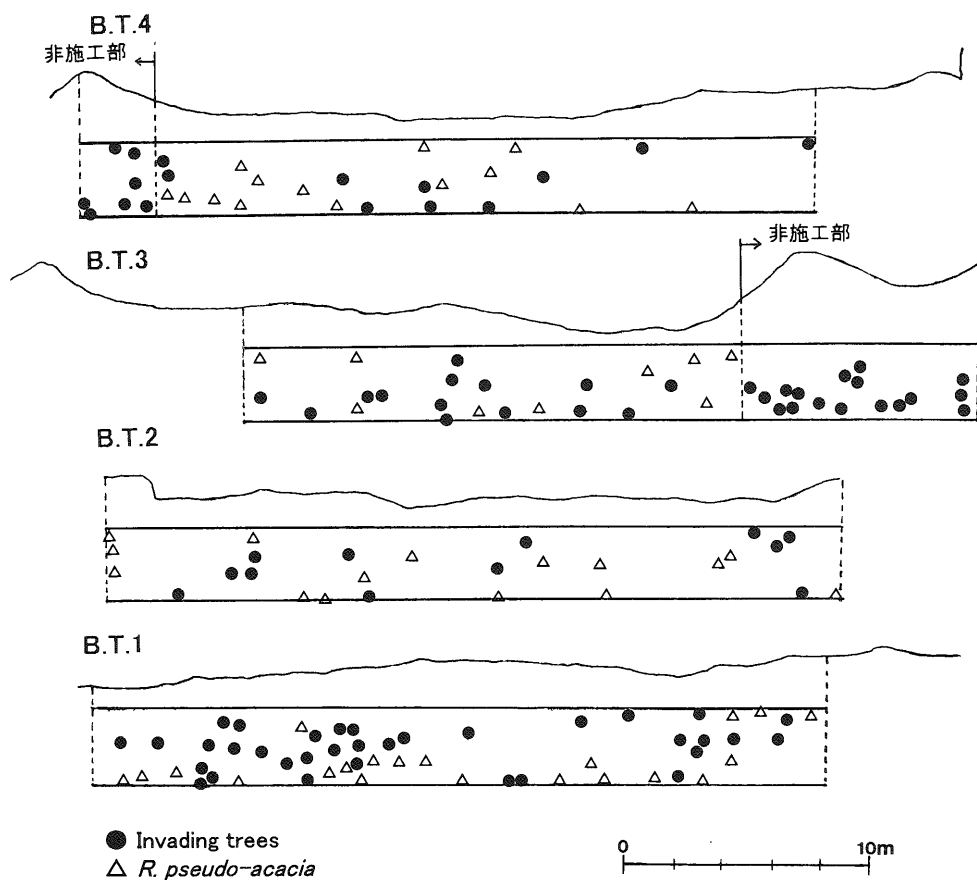 B.T.4
非施工部
非施工部
B.T.3
B.T.2
B.T.1
Invading trees
R. pseudo-acacia
0 10m